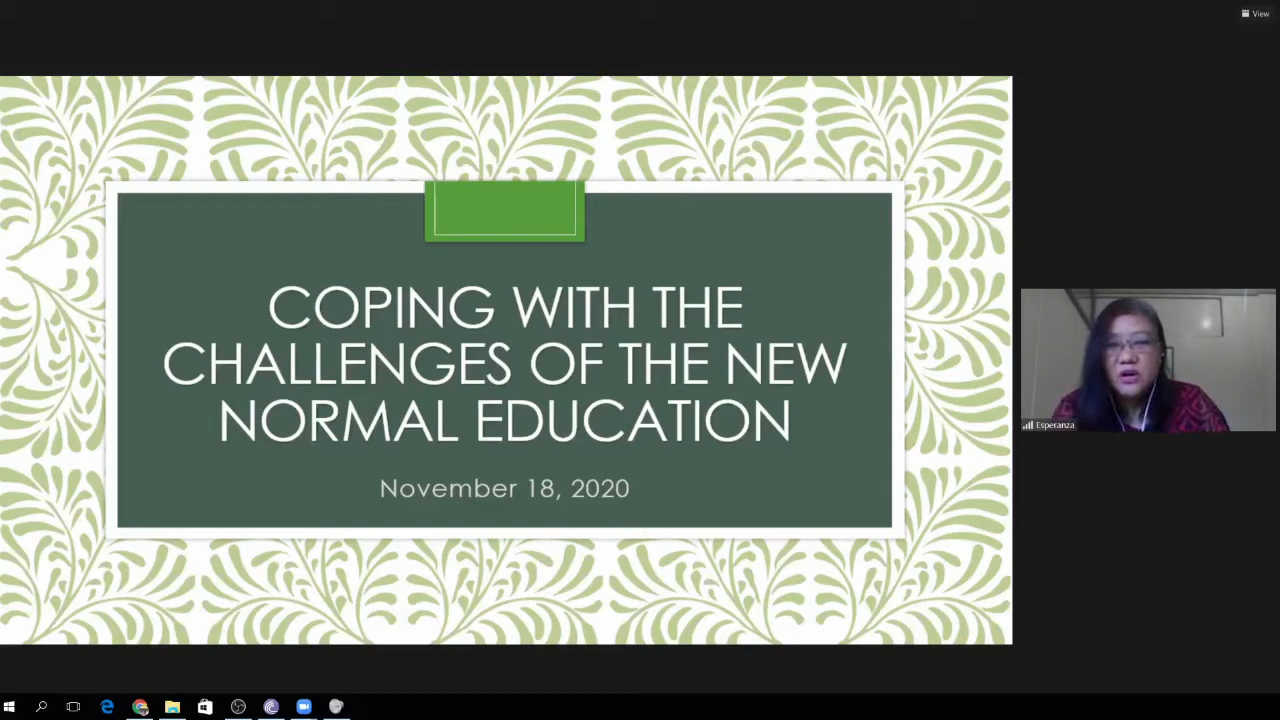 View
COPING WITH THE
CHALLENGES OF THE NEW
NORMAL EDUCATION
November 18, 2020
Esperanza